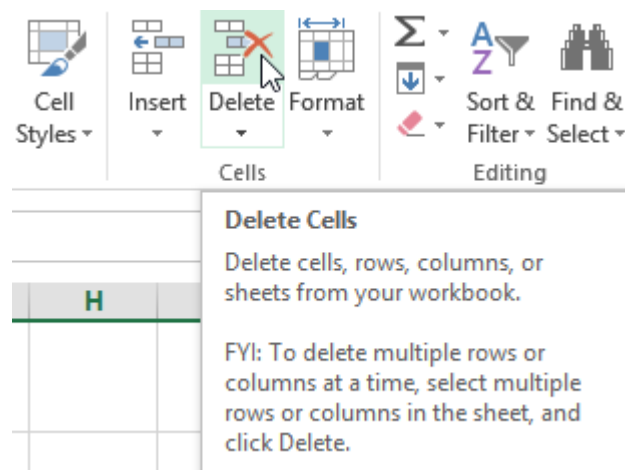 Cell Styles
Insert
Delete
Format
Σ
A
Z
Sort & Filter
Find & Select
Cells
Editing
H
Delete Cells
Delete cells, rows, columns, or
sheets from your workbook.
FYI: To delete multiple rows or
columns at a time, select multiple
rows or columns in the sheet, and
click Delete.